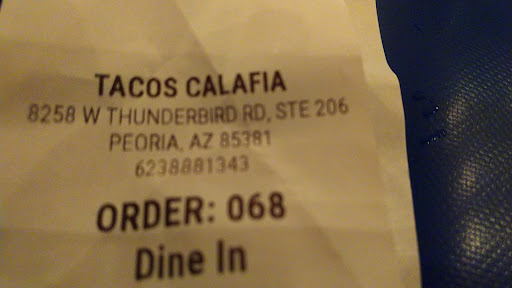 TACOS CALAFIA
8258 W THUNDERBIRD RD, STE 206
PEORIA, AZ 85381
6238881343
ORDER: 068
Dine In